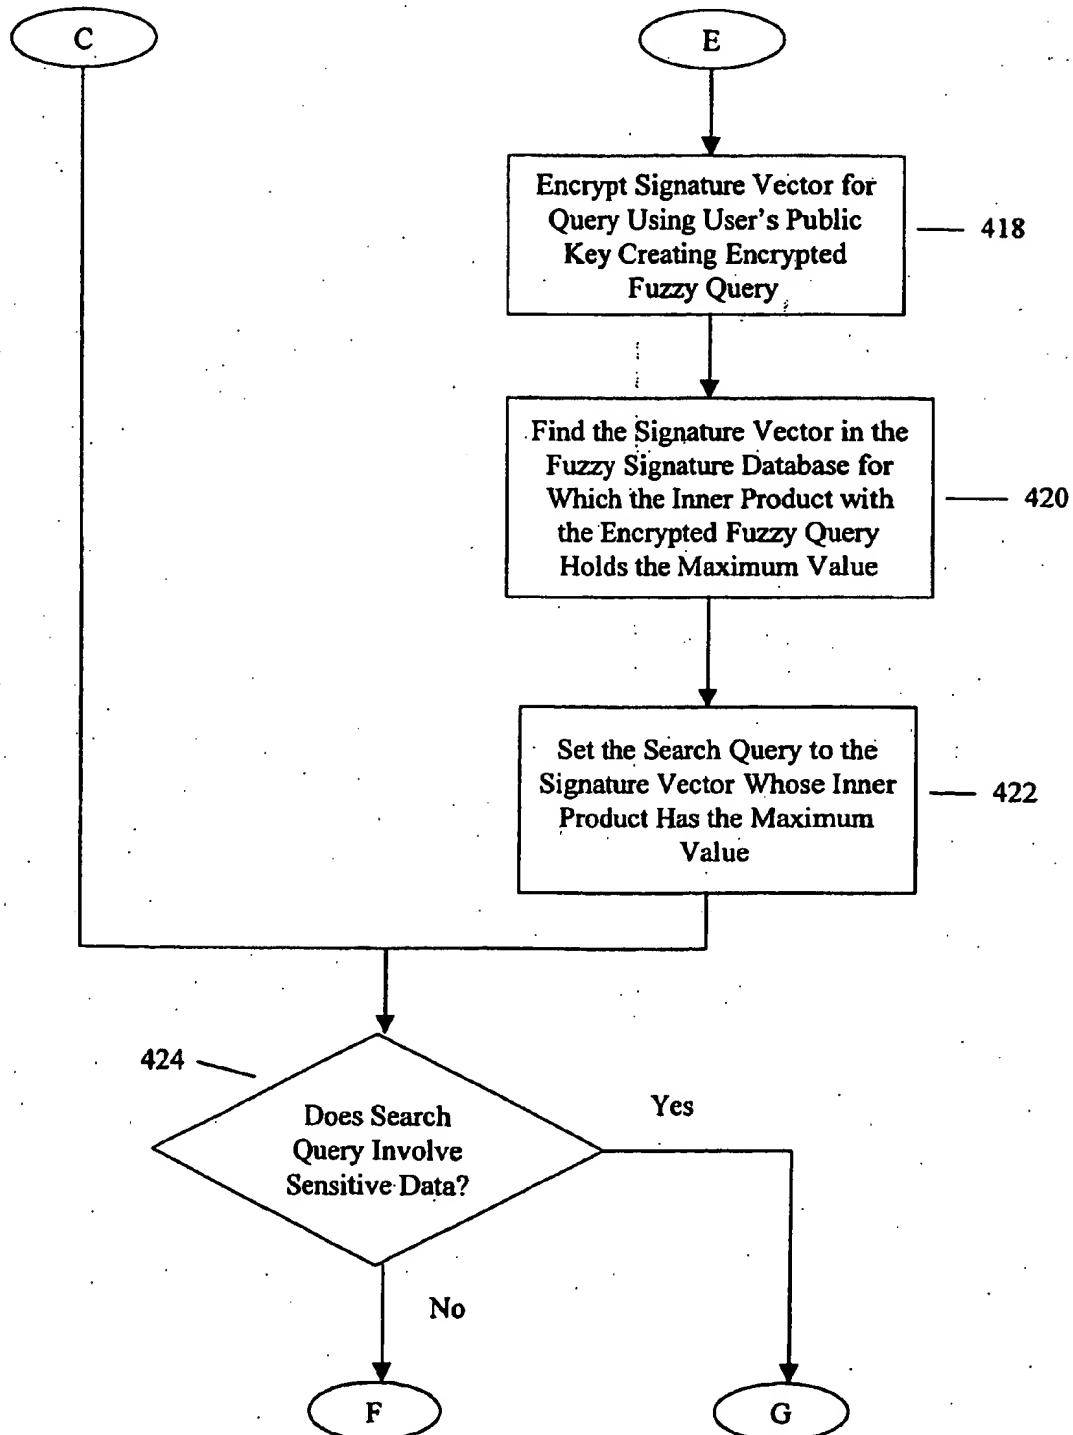 C
E
Encrypt Signature Vector for
Query Using User's Public
Key Creating Encrypted
Fuzzy Query
418
Find the Signature Vector in the
Fuzzy Signature Database for
Which the Inner Product with
the Encrypted Fuzzy Query
Holds the Maximum Value
420
Set the Search Query to the
Signature Vector Whose Inner
Product Has the Maximum
Value
422
424
Does Search
Query Involve
Sensitive Data?
Yes
No
F
G